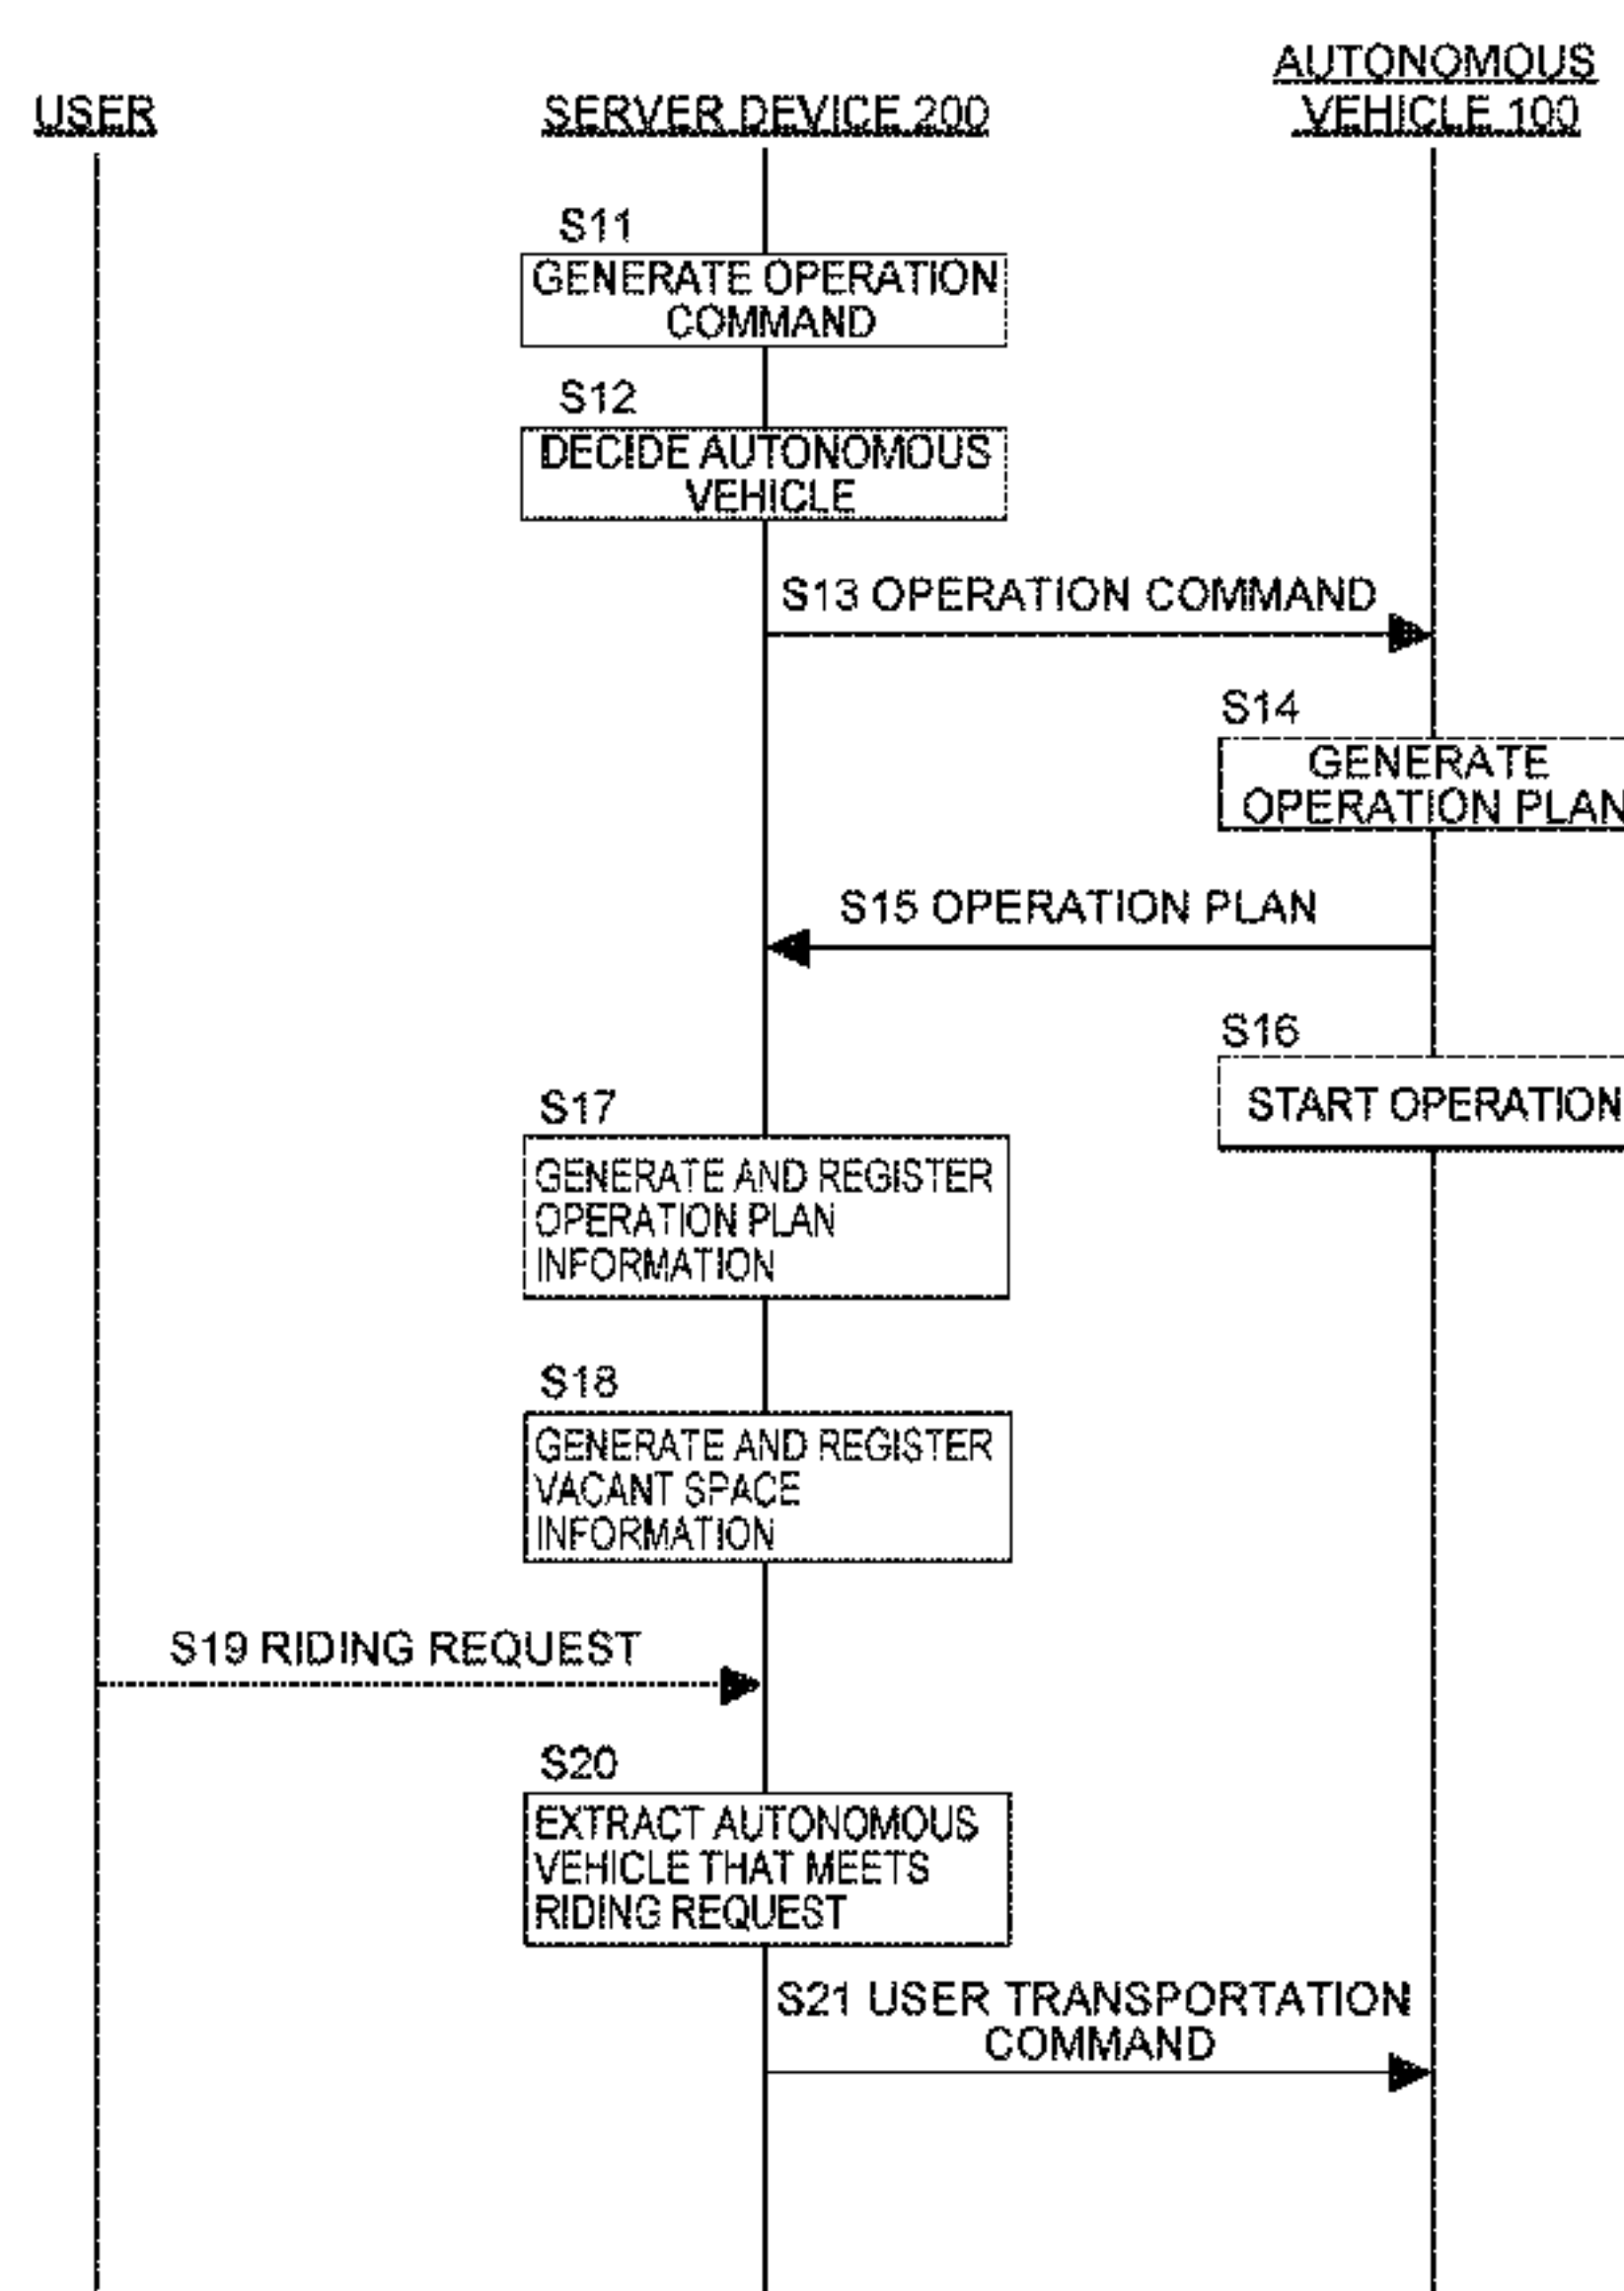 USER
SERVER DEVICE 200
AUTONOMOUS
VEHICLE 100
S11
GENERATE OPERATION
COMMAND
S12
DECIDE AUTONOMOUS
VEHICLE
S13 OPERATION COMMAND
S14
GENERATE
OPERATION PLAN
S15 OPERATION PLAN
S16
START OPERATION
S17
GENERATE AND REGISTER
OPERATION PLAN
INFORMATION
S18
GENERATE AND REGISTER
VACANT SPACE
INFORMATION
S19 RIDING REQUEST
S20
EXTRACT AUTONOMOUS
VEHICLE THAT MEETS
RIDING REQUEST
S21 USER TRANSPORTATION
COMMAND